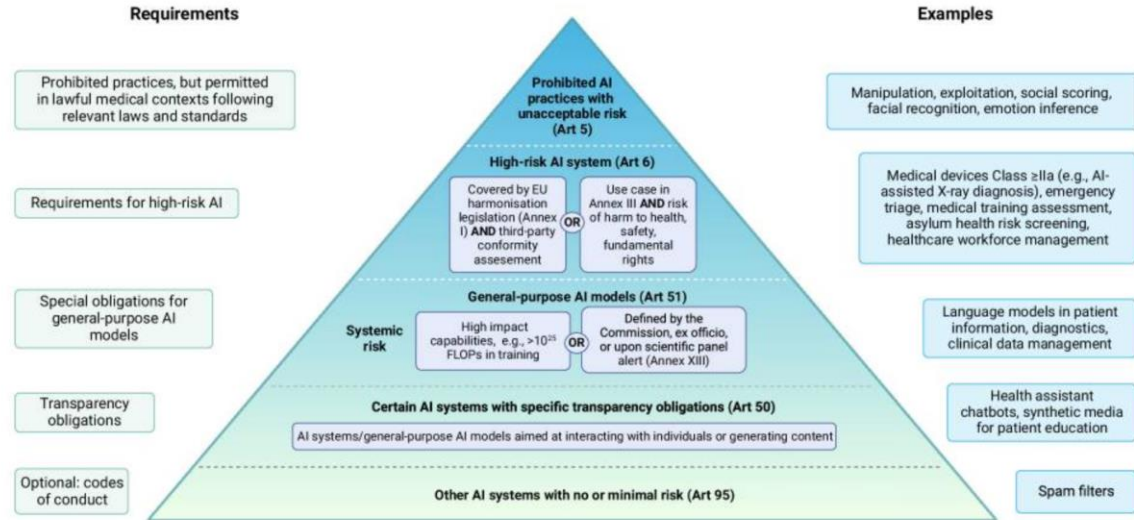 Requirements
Examples
Prohibited practices, but permitted
in lawful medical contexts following
relevant laws and standards
Prohibited AI
practices with
unacceptable risk
(Art 5)
Manipulation, exploitation, social scoring,
facial recognition, emotion inference
Requirements for high-risk AI
High-risk AI system (Art 6)
Covered by EU
harmonisation
legislation (Annex
I) AND third-party
conformity
assesement
OR
Use case in
Annex III AND risk
of harm to health,
safety,
fundamental
rights
Medical devices Class ≥IIa (e.g., AI-
assisted X-ray diagnosis), emergency
triage, medical training assessment,
asylum health risk screening,
healthcare workforce management
Special obligations for
general-purpose AI
models
General-purpose AI models (Art 51)
Systemic
risk
High impact
capabilities, e.g., >10²⁵
FLOPs in training
OR
Defined by the
Commission, ex officio,
or upon scientific panel
alert (Annex XIII)
Language models in patient
information, diagnostics,
clinical data management
Transparency
obligations
Certain AI systems with specific transparency obligations (Art 50)
AI systems/general-purpose AI models aimed at interacting with individuals or generating content
Health assistant
chatbots, synthetic media
for patient education
Optional: codes
of conduct
Other AI systems with no or minimal risk (Art 95)
Spam filters